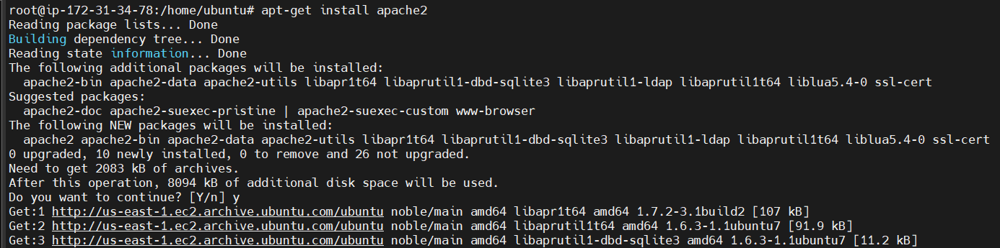 root@ip-172-31-34-78:/home/ubuntu# apt-get install apache2
Reading package lists... Done
Building dependency tree... Done
Reading state information... Done
The following additional packages will be installed:
  apache2-bin apache2-data apache2-utils libapr1t64 libaprutil1-dbd-sqlite3 libaprutil1-ldap libaprutil1t64 liblua5.4-0 ssl-cert
Suggested packages:
  apache2-doc apache2-suexec-pristine | apache2-suexec-custom www-browser
The following NEW packages will be installed:
  apache2 apache2-bin apache2-data apache2-utils libapr1t64 libaprutil1-dbd-sqlite3 libaprutil1-ldap libaprutil1t64 liblua5.4-0 ssl-cert
0 upgraded, 10 newly installed, 0 to remove and 26 not upgraded.
Need to get 2083 kB of archives.
After this operation, 8094 kB of additional disk space will be used.
Do you want to continue? [Y/n] y
Get:1 http://us-east-1.ec2.archive.ubuntu.com/ubuntu noble/main amd64 libapr1t64 amd64 1.7.2-3.1build2 [107 kB]
Get:2 http://us-east-1.ec2.archive.ubuntu.com/ubuntu noble/main amd64 libaprutil1t64 amd64 1.6.3-1.1ubuntu7 [91.9 kB]
Get:3 http://us-east-1.ec2.archive.ubuntu.com/ubuntu noble/main amd64 libaprutil1-dbd-sqlite3 amd64 1.6.3-1.1ubuntu7 [11.2 kB]